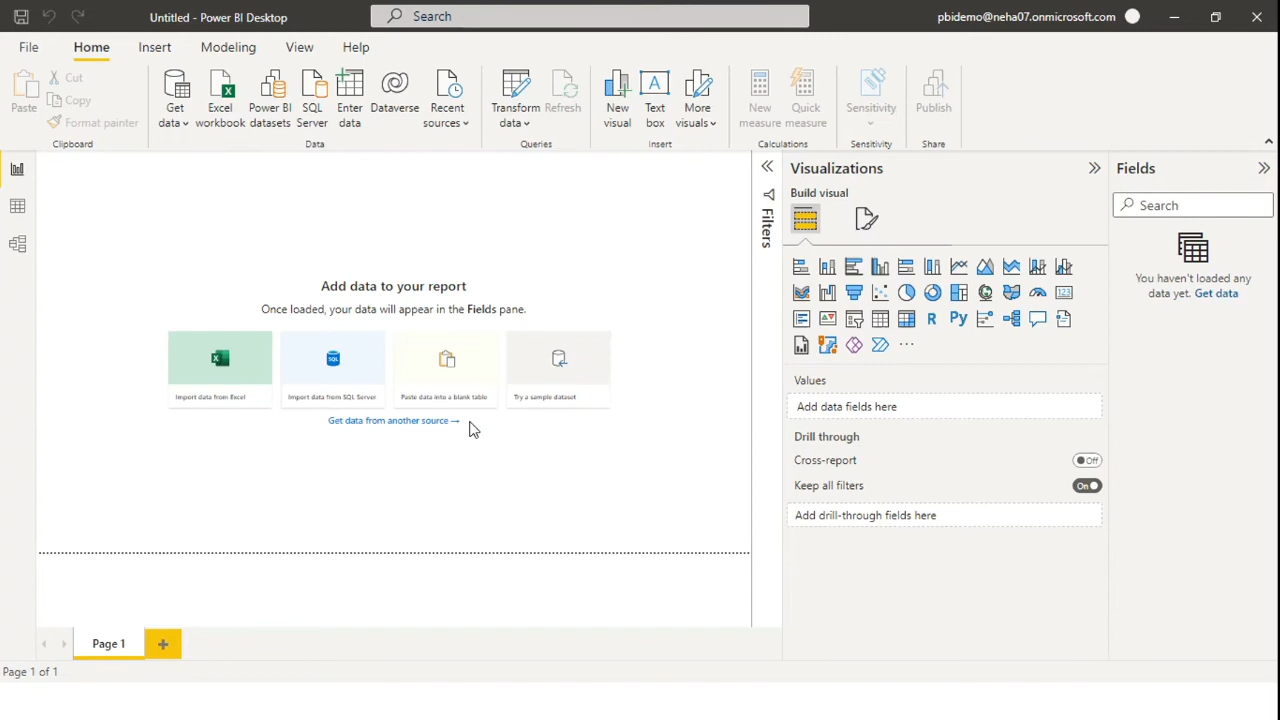 Untitled - Power BI Desktop
Search
pbidemo@neha07.onmicrosoft.com
File Home Insert Modeling View Help
Paste
Cut
Copy
Format painter
Clipboard
Get data
Excel workbook
Power BI datasets
SQL Server
Enter data
Dataverse
Recent sources
Data
Transform data
Refresh
Queries
New visual
Text box
More visuals
Insert
New measure
Quick measure
Calculations
Sensitivity
Sensitivity
Publish
Share
Add data to your report
Once loaded, your data will appear in the Fields pane.
Import data from Excel
SQL
Import data from SQL Server
Paste data into a blank table
Try a sample dataset
Get data from another source →
Filters
Visualizations
Build visual
123
R
Py
Values
Add data fields here
Drill through
Cross-report
Off
Keep all filters
On
Add drill-through fields here
Fields
Search
You haven't loaded any
data yet. Get data
Page 1
Page 1 of 1